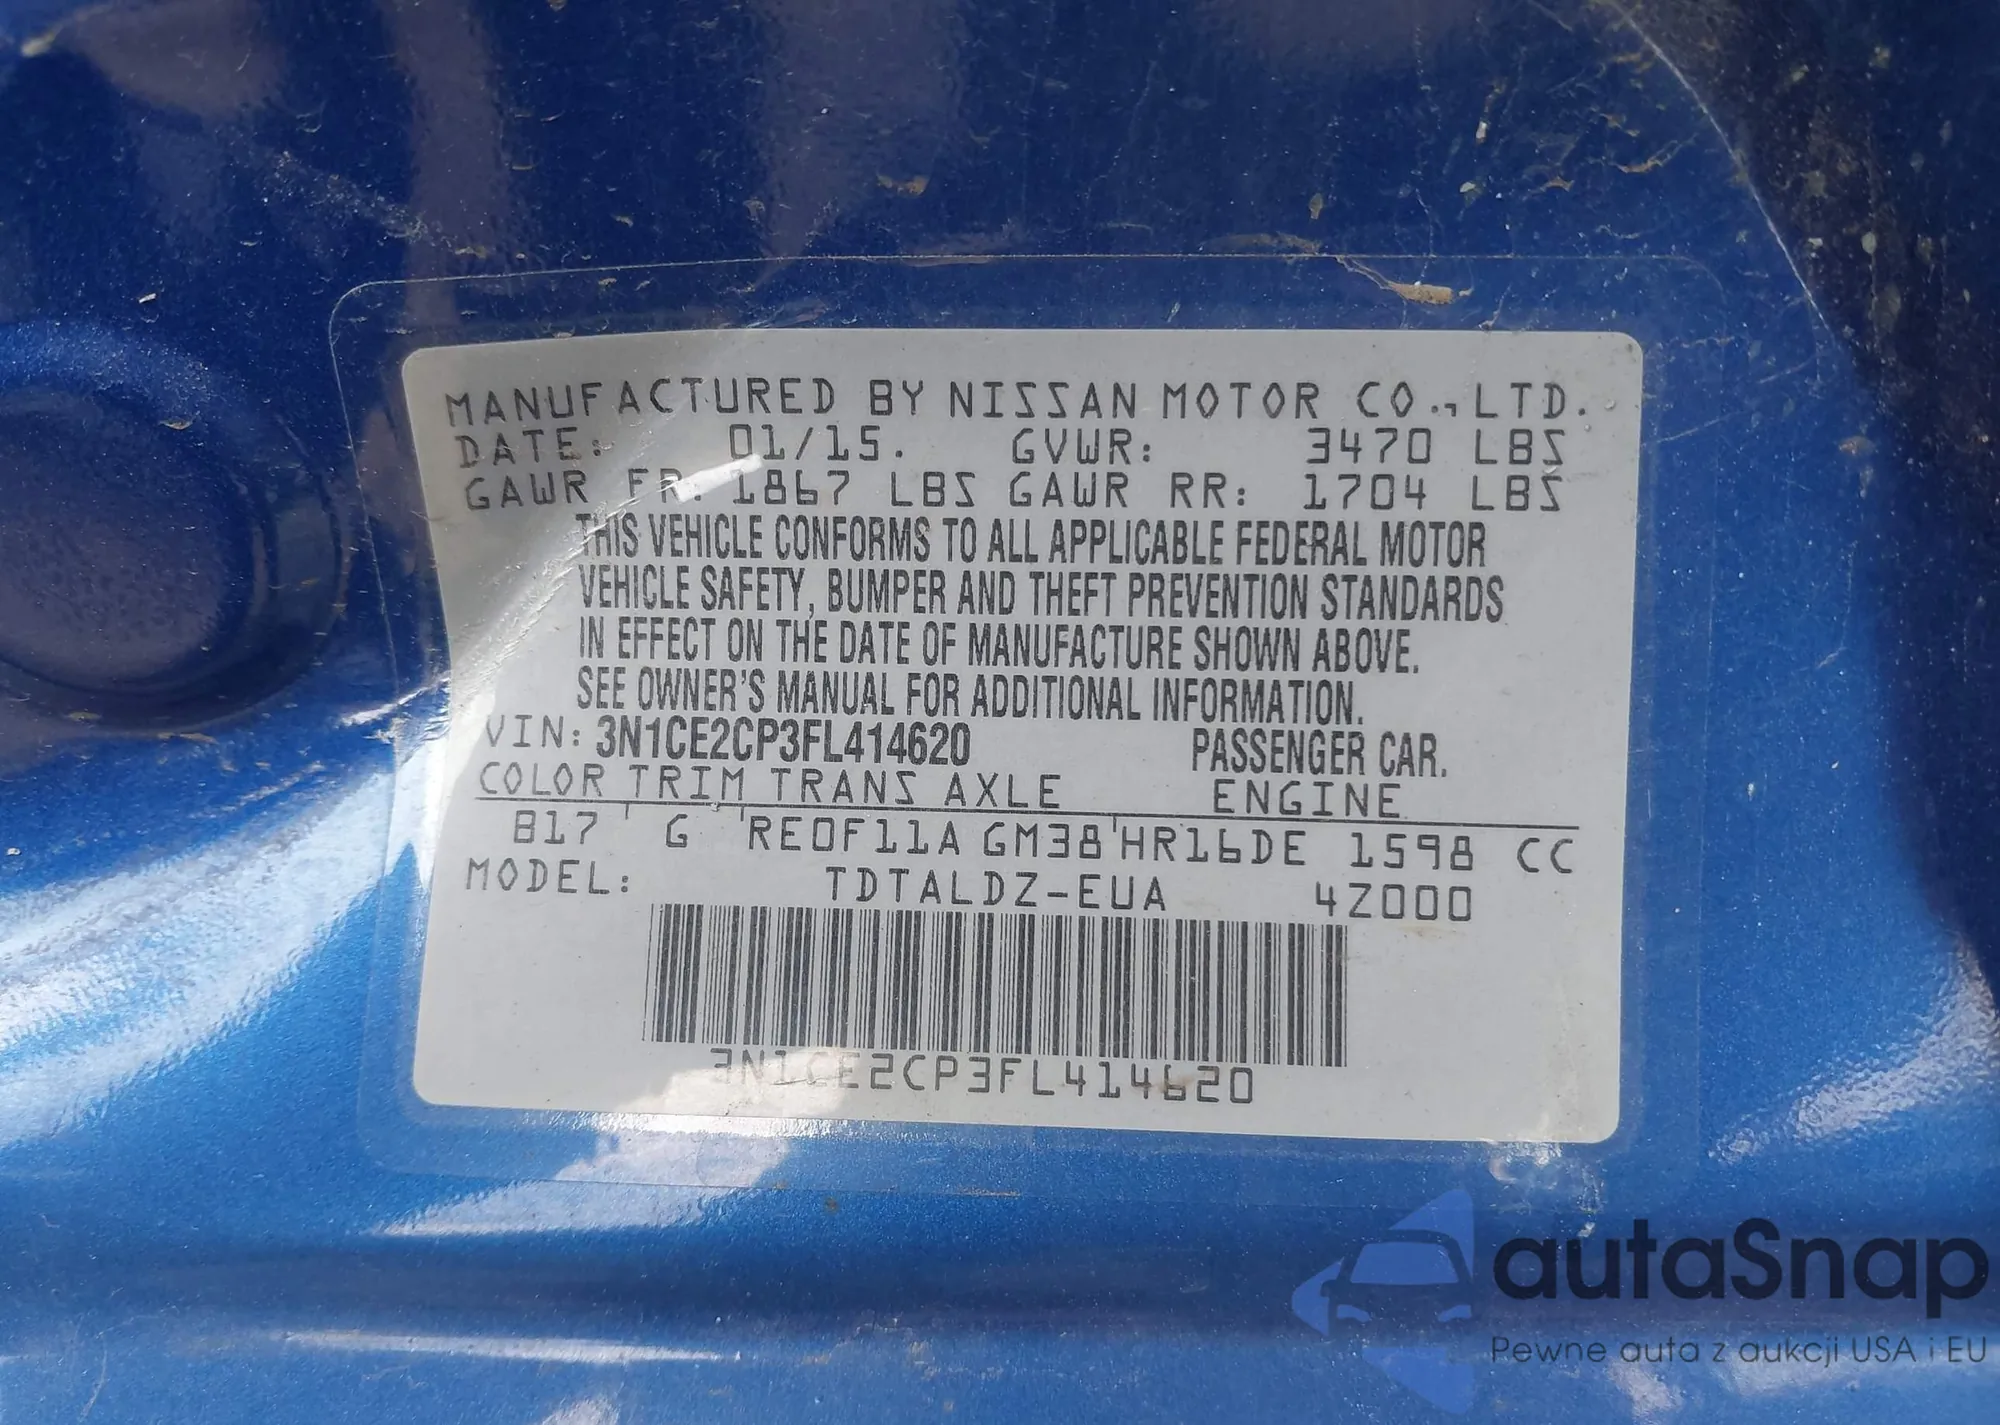 MANUFACTURED BY NISSAN MOTOR CO., LTD.
DATE: 01/15. GVWR: 3470 LBS
GAWR FR: 1867 LBS GAWR RR: 1704 LBS
THIS VEHICLE CONFORMS TO ALL APPLICABLE FEDERAL MOTOR
VEHICLE SAFETY, BUMPER AND THEFT PREVENTION STANDARDS
IN EFFECT ON THE DATE OF MANUFACTURE SHOWN ABOVE.
SEE OWNER'S MANUAL FOR ADDITIONAL INFORMATION.
VIN: 3N1CE2CP3FL414620 PASSENGER CAR.
COLOR TRIM TRANS AXLE ENGINE
B17 G RE0F11A GM38 HR16DE 1598 CC
MODEL: TDTALDZ-EUA 4Z000
3N1CE2CP3FL414620
autaSnap
Pewne auta z aukcji USA i EU